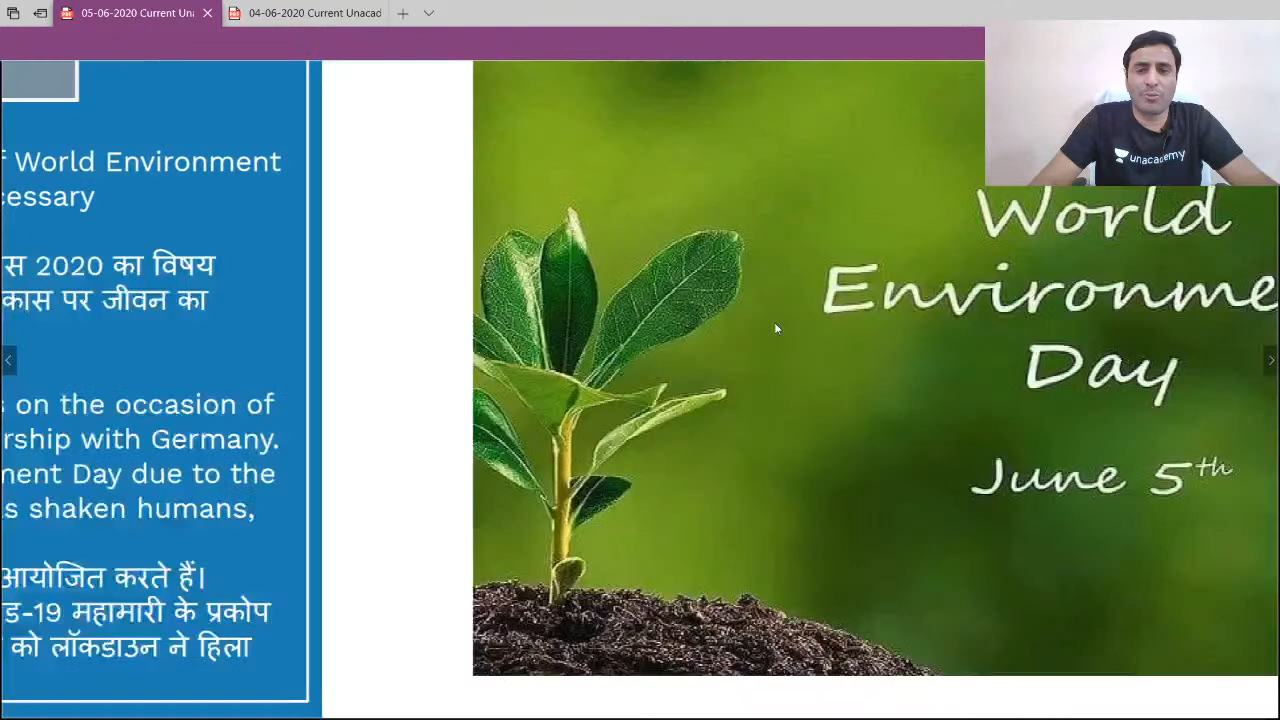 05-06-2020 Current Una
04-06-2020 Current Unacad
World Environment
cessary
स 2020 का विषय
कास पर जीवन का
s on the occasion of
rship with Germany.
ment Day due to the
s shaken humans,
आयोजित करते हैं।
ड-19 महामारी के प्रकोप
को लॉकडाउन ने हिला
World
Environme
Day
June 5th
unacademy